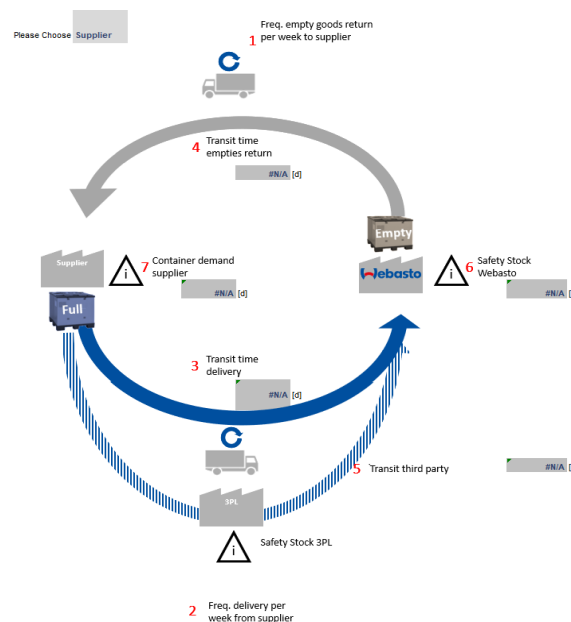 Freq. empty goods return
Please Choose Supplier
1 per week to supplier
4 Transit time
empties return
#N/A [d]
Empty
Supplier
7 Container demand
supplier
i
#N/A [d]
Webasto
i
6 Safety Stock
Webasto
#N/A [
Full
3 Transit time
delivery
#N/A [d]
5 Transit third party
#N/A [
3PL
i
Safety Stock 3PL
2 Freq. delivery per
week from supplier